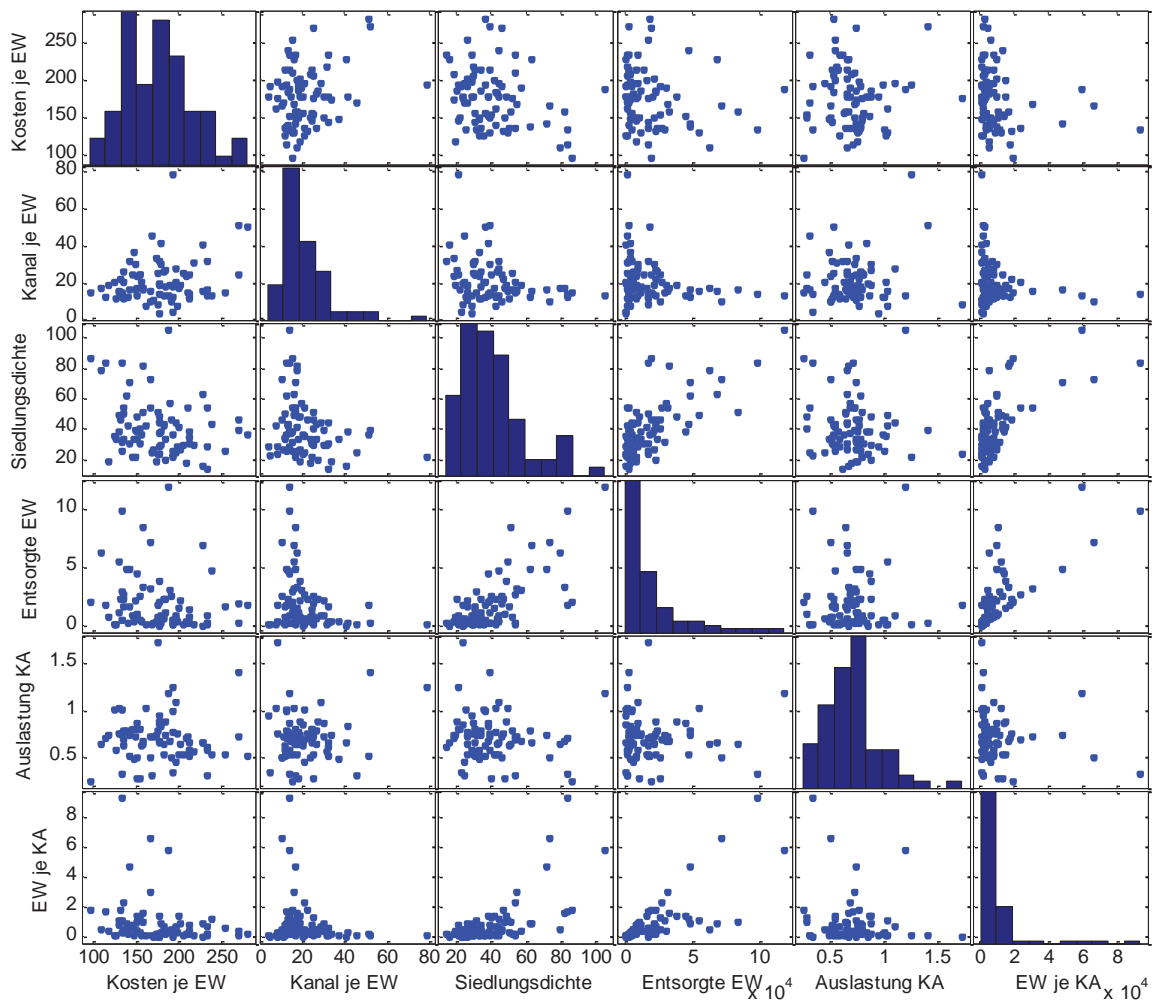 Kosten je EW
250
200
150
100
Kanal je EW
80
60
40
20
0
Siedlungsdichte
100
80
60
40
20
Entsorgte EW
10
5
0
Auslastung KA
1.5
1
0.5
EW je KA
8
6
4
2
0
100 150 200 250
0 20 40 60 80
20 40 60 80 100
0 5 10
0.5 1.0 1.5
0 2 4 6 8
Kosten je EW
Kanal je EW
Siedlungsdichte
Entsorgte EW
x 10^4
Auslastung KA
EW je KA
x 10^4